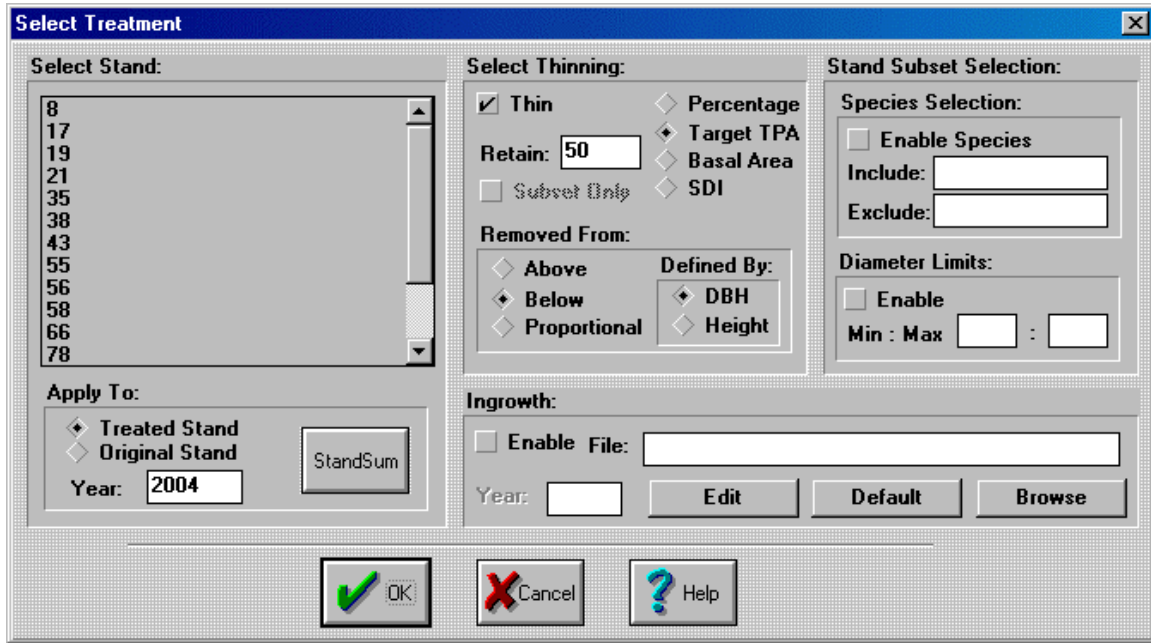 Select Treatment
Select Stand:
8
17
19
21
35
38
43
55
56
58
66
78
Apply To:
Treated Stand
Original Stand
Year: 2004
StandSum
Select Thinning:
Thin
Retain: 50
Subset Only
Percentage
Target TPA
Basal Area
SDI
Removed From:
Above
Below
Proportional
Defined By:
DBH
Height
Stand Subset Selection:
Species Selection:
Enable Species
Include:
Exclude:
Diameter Limits:
Enable
Min : Max :
Ingrowth:
Enable File:
Year: Edit Default Browse
OK Cancel Help